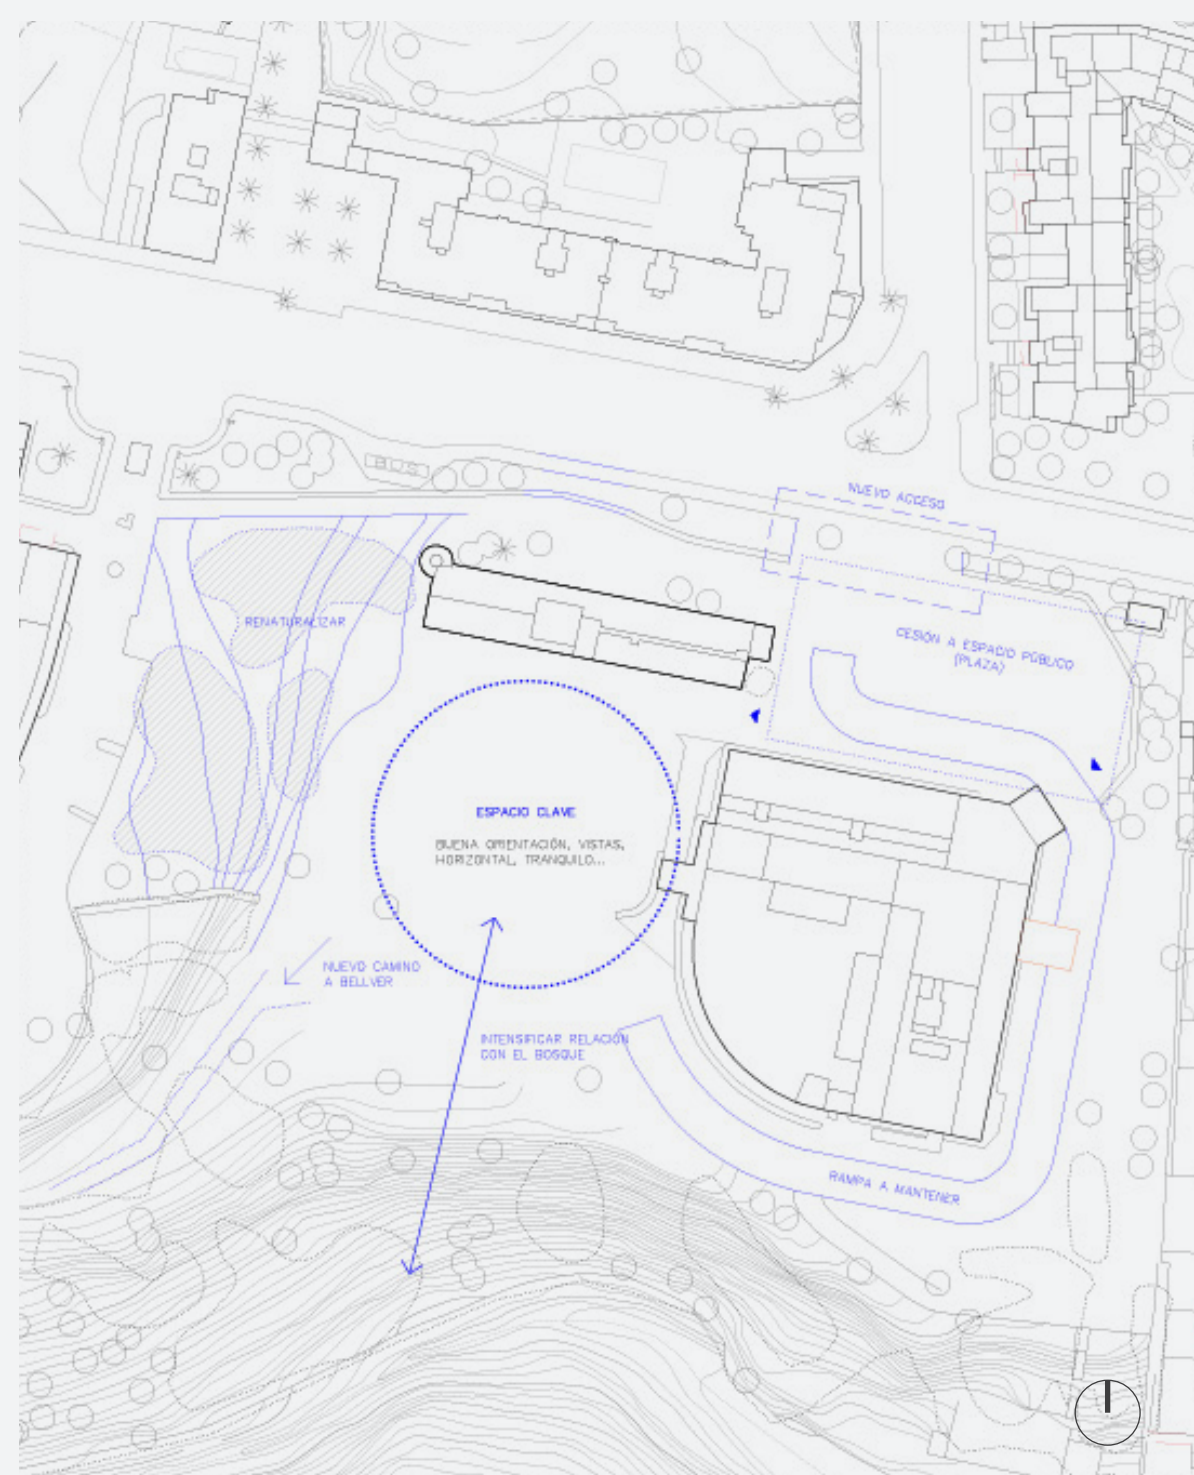 BUS
NUEVO ACCESO
RENATURALIZAR
CESIÓN A ESPACIO PÚBLICO
(PLAZA)
ESPACIO CLAVE
BUENA ORIENTACIÓN, VISTAS,
HORIZONTAL, TRANQUILO...
NUEVO CAMINO
A BELLVER
INTENSIFICAR RELACIÓN
CON EL BOSQUE
RAMPA A MANTENER